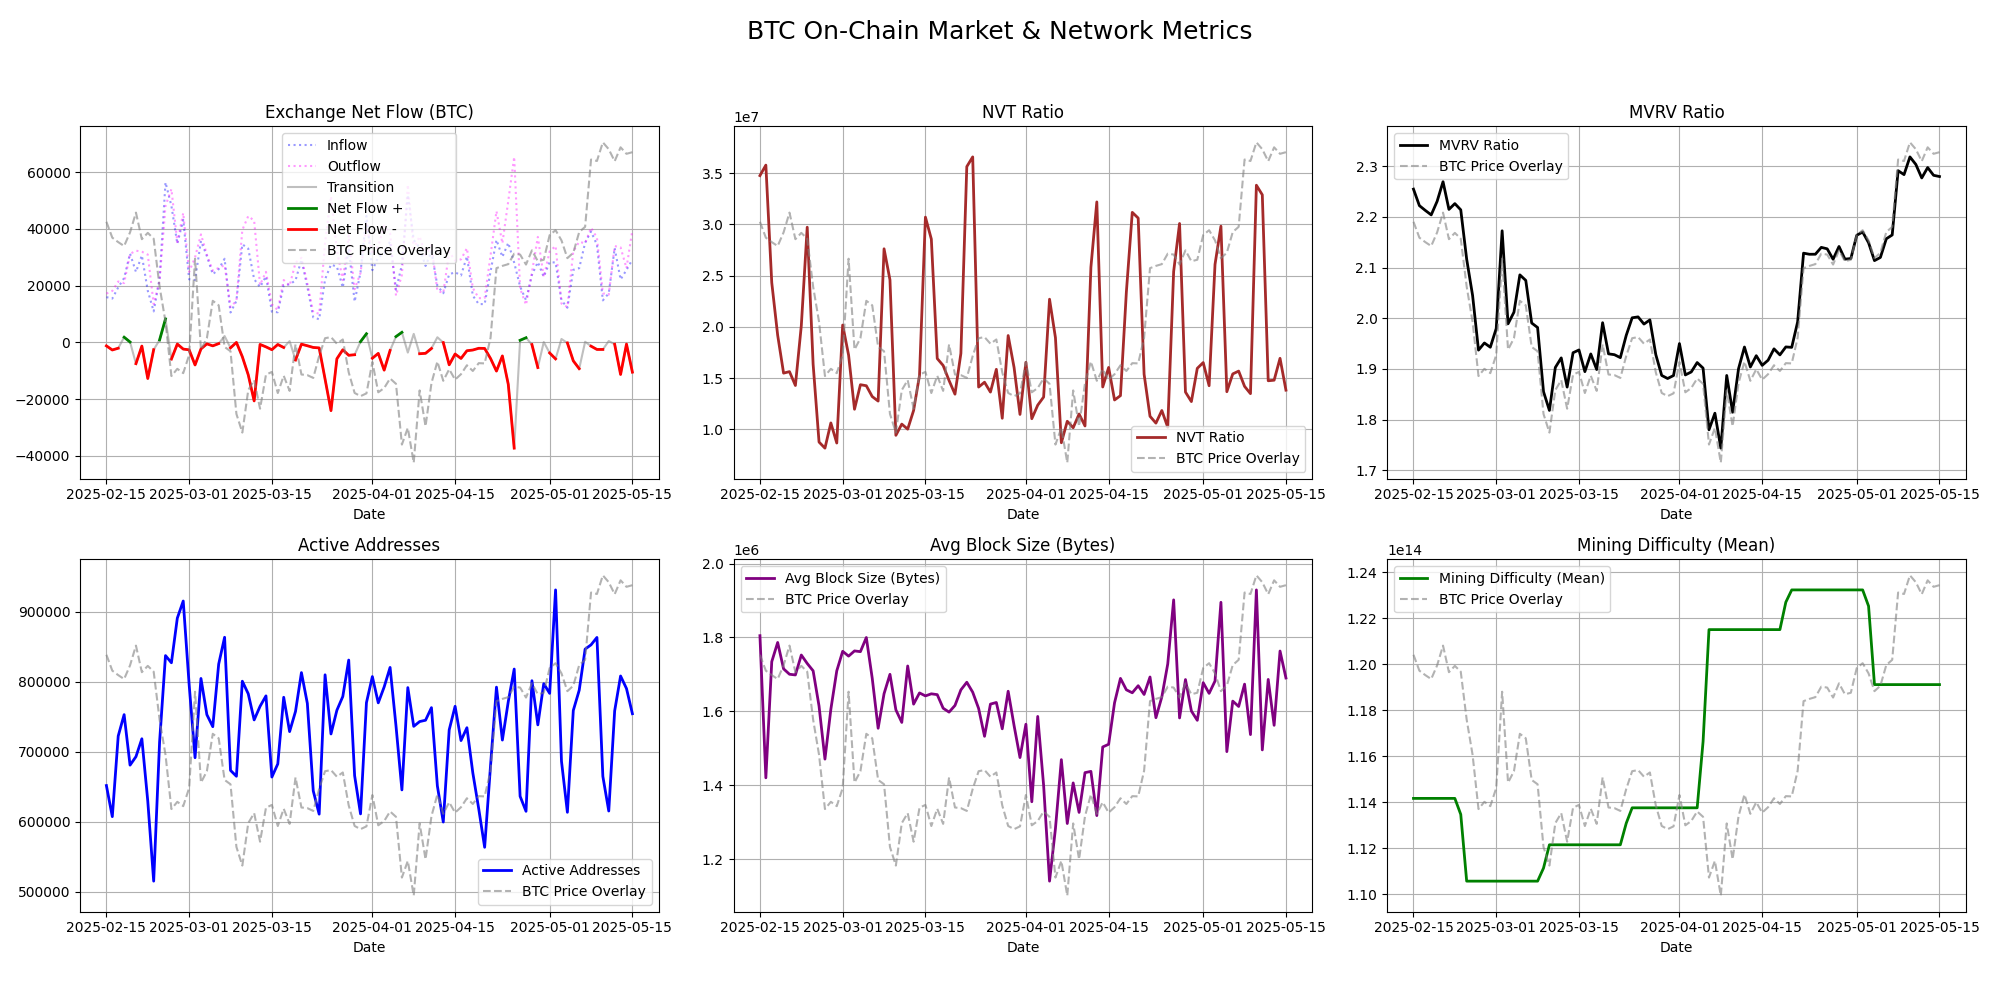 BTC On-Chain Market & Network Metrics
Exchange Net Flow (BTC)
Inflow
Outflow
Transition
Net Flow +
Net Flow -
BTC Price Overlay
60000
40000
20000
0
−20000
−40000
2025-02-15 2025-03-01 2025-03-15 2025-04-01 2025-04-15 2025-05-01 2025-05-15
Date
NVT Ratio
1e7
3.5
3.0
2.5
2.0
1.5
1.0
NVT Ratio
BTC Price Overlay
2025-02-15 2025-03-01 2025-03-15 2025-04-01 2025-04-15 2025-05-01 2025-05-15
Date
MVRV Ratio
MVRV Ratio
BTC Price Overlay
2.3
2.2
2.1
2.0
1.9
1.8
1.7
2025-02-15 2025-03-01 2025-03-15 2025-04-01 2025-04-15 2025-05-01 2025-05-15
Date
Active Addresses
900000
800000
700000
600000
500000
Active Addresses
BTC Price Overlay
2025-02-15 2025-03-01 2025-03-15 2025-04-01 2025-04-15 2025-05-01 2025-05-15
Date
Avg Block Size (Bytes)
1e6
Avg Block Size (Bytes)
BTC Price Overlay
2.0
1.8
1.6
1.4
1.2
2025-02-15 2025-03-01 2025-03-15 2025-04-01 2025-04-15 2025-05-01 2025-05-15
Date
Mining Difficulty (Mean)
1e14
Mining Difficulty (Mean)
BTC Price Overlay
1.24
1.22
1.20
1.18
1.16
1.14
1.12
1.10
2025-02-15 2025-03-01 2025-03-15 2025-04-01 2025-04-15 2025-05-01 2025-05-15
Date